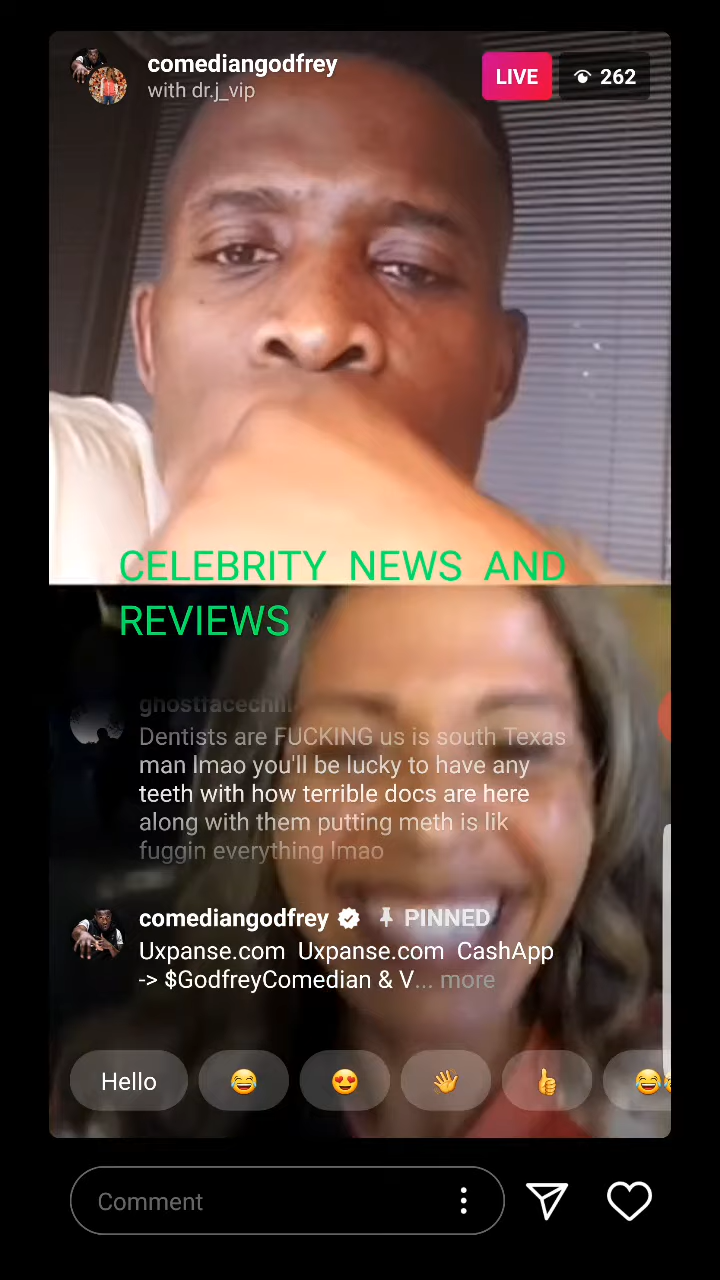 comediangodfrey
with dr.j_vip
LIVE
262
CELEBRITY NEWS AND
REVIEWS
ghostfacechill
Dentists are FUCKING us is south Texas
man lmao you'll be lucky to have any
teeth with how terrible docs are here
along with them putting meth is lik
fuggin everything lmao
comediangodfrey PINNED
Uxpanse.com Uxpanse.com CashApp
-> $GodfreyComedian & V... more
Hello
Comment